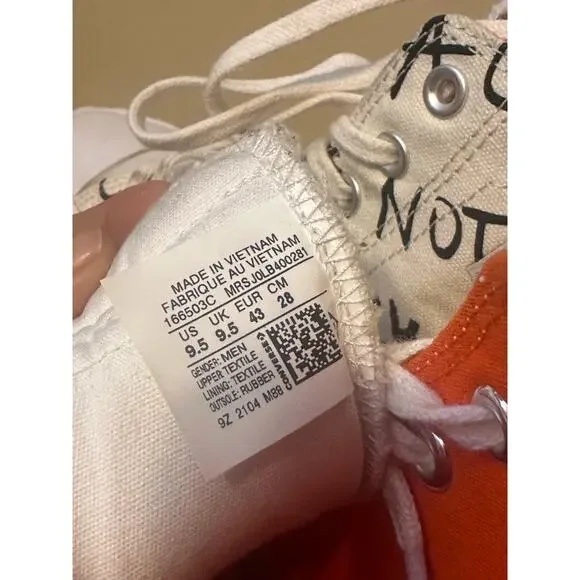 MADE IN VIETNAM
FABRIQUE AU VIETNAM
166503C MRSJ0LB400281
US UK EUR CM
9.5 9.5 43 28
GENDER: MEN
UPPER TEXTILE
LINING: TEXTILE
OUTSOLE: RUBBER
9Z 2104 M88
CONVERSE
NOT